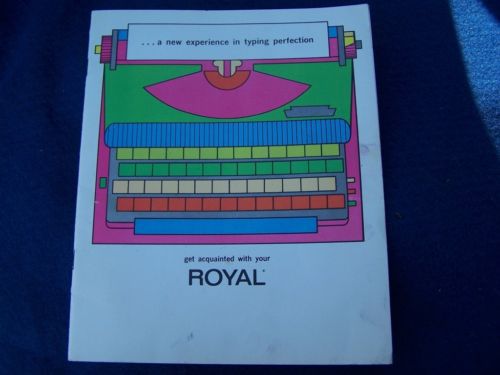 ...a new experience in typing perfection
get acquainted with your
ROYAL®